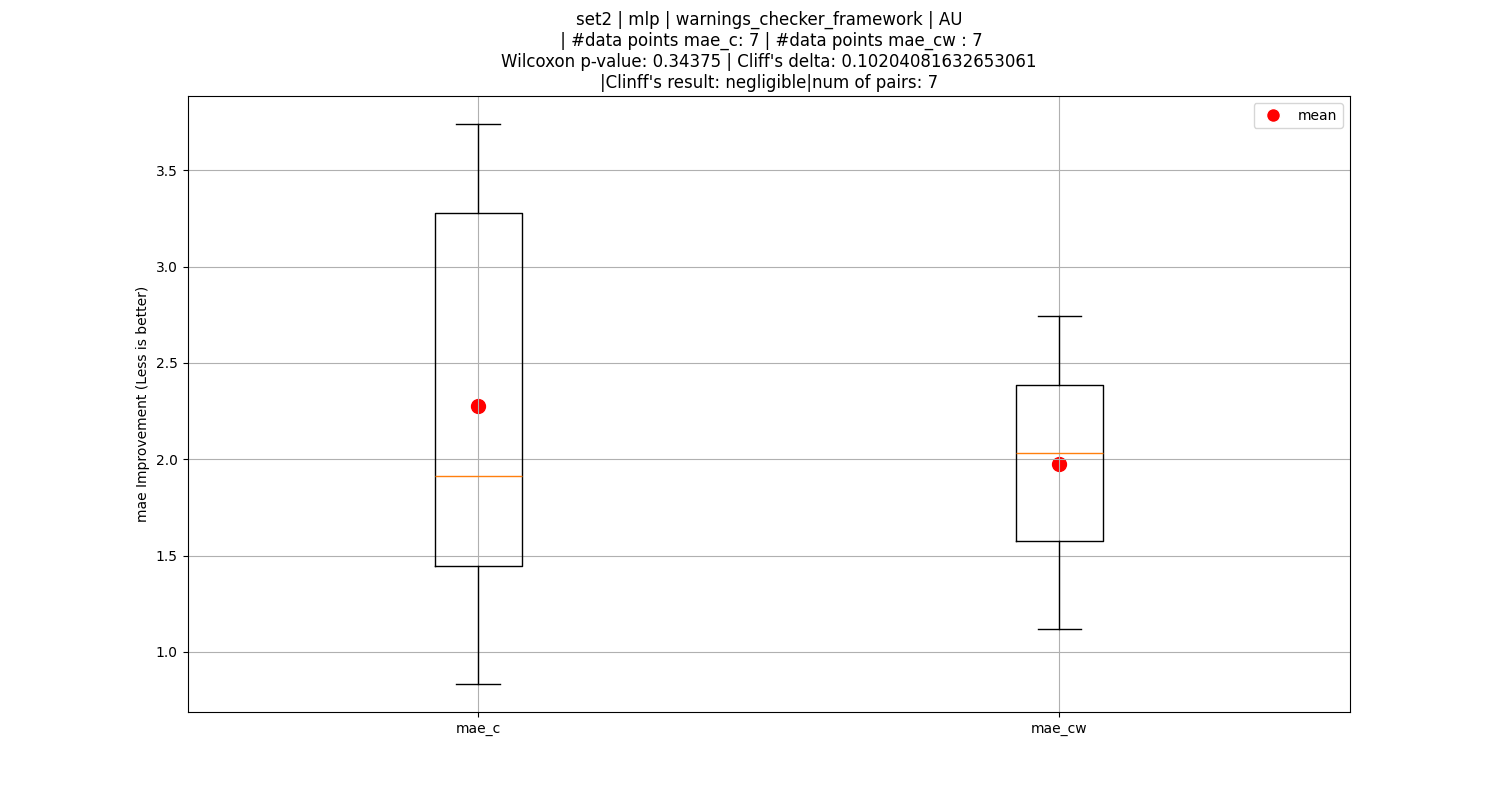 set2 | mlp | warnings_checker_framework | AU
| #data points mae_c: 7 | #data points mae_cw : 7
Wilcoxon p-value: 0.34375 | Cliff's delta: 0.10204081632653061
|Clinff's result: negligible|num of pairs: 7
mean
mae Improvement (Less is better)
3.5
3.0
2.5
2.0
1.5
1.0
mae_c
mae_cw